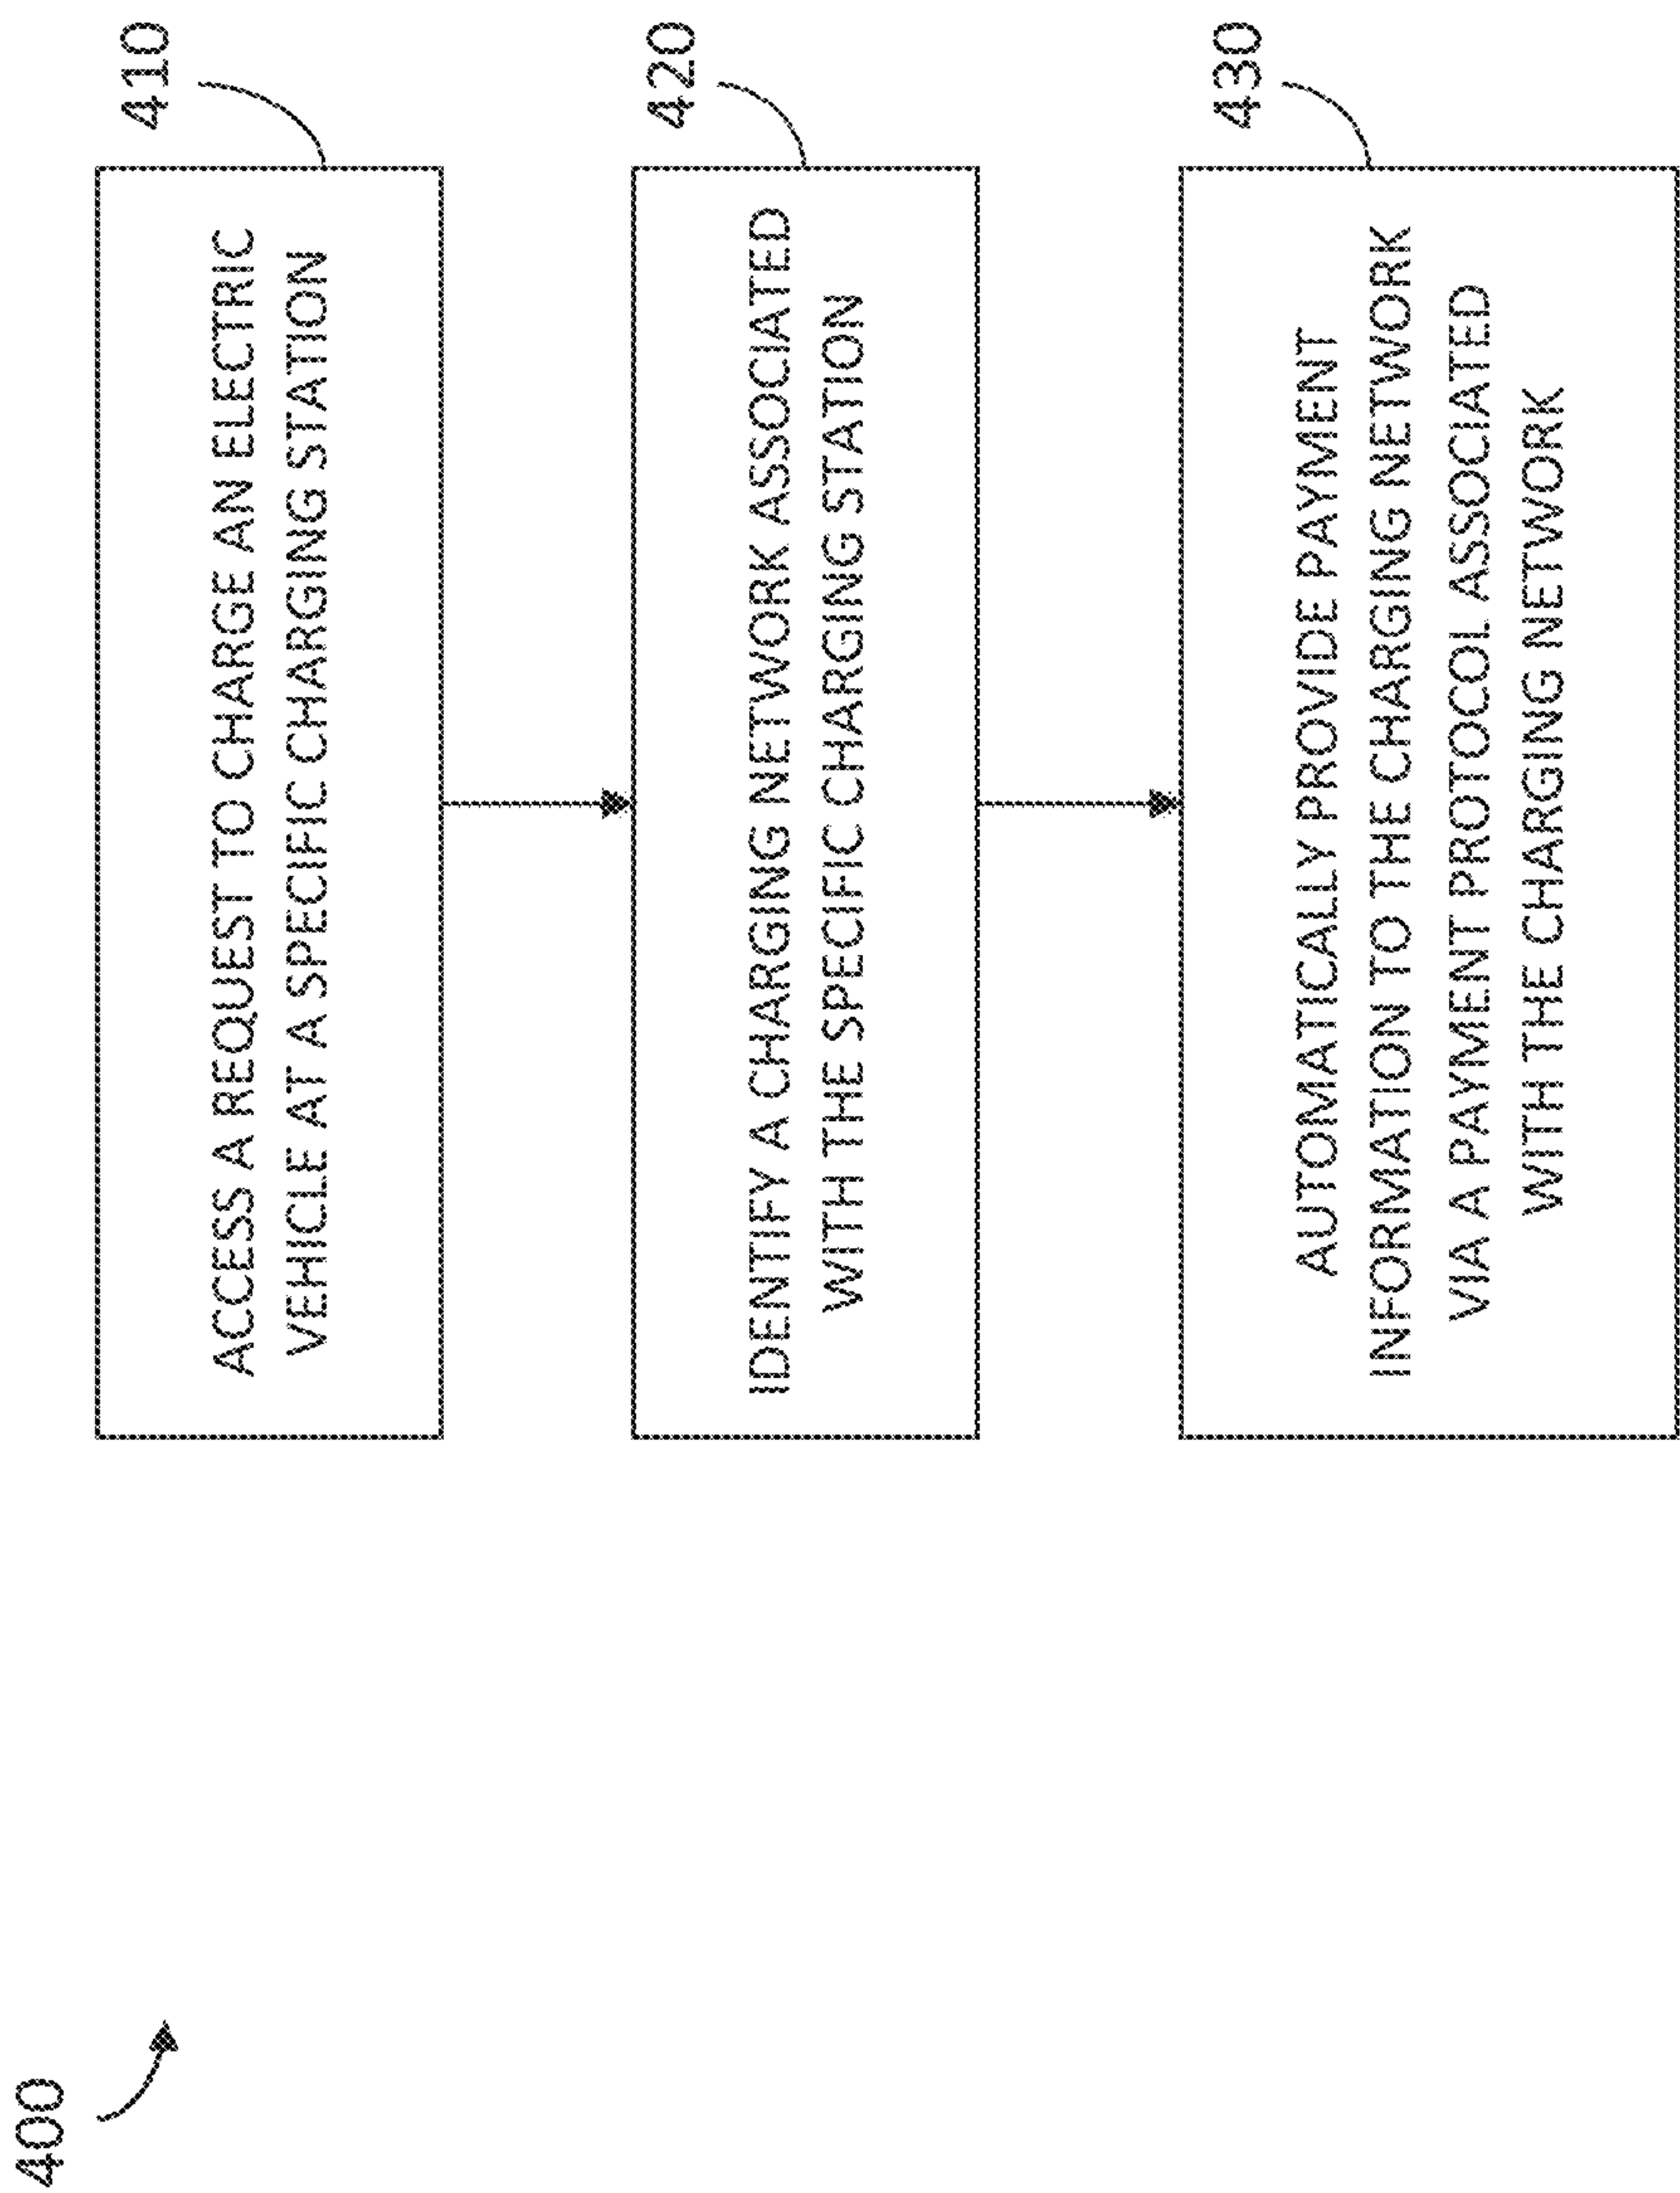 400
410
ACCESS A REQUEST TO CHARGE AN ELECTRIC
VEHICLE AT A SPECIFIC CHARGING STATION
420
IDENTIFY A CHARGING NETWORK ASSOCIATED
WITH THE SPECIFIC CHARGING STATION
430
AUTOMATICALLY PROVIDE PAYMENT
INFORMATION TO THE CHARGING NETWORK
VIA A PAYMENT PROTOCOL ASSOCIATED
WITH THE CHARGING NETWORK